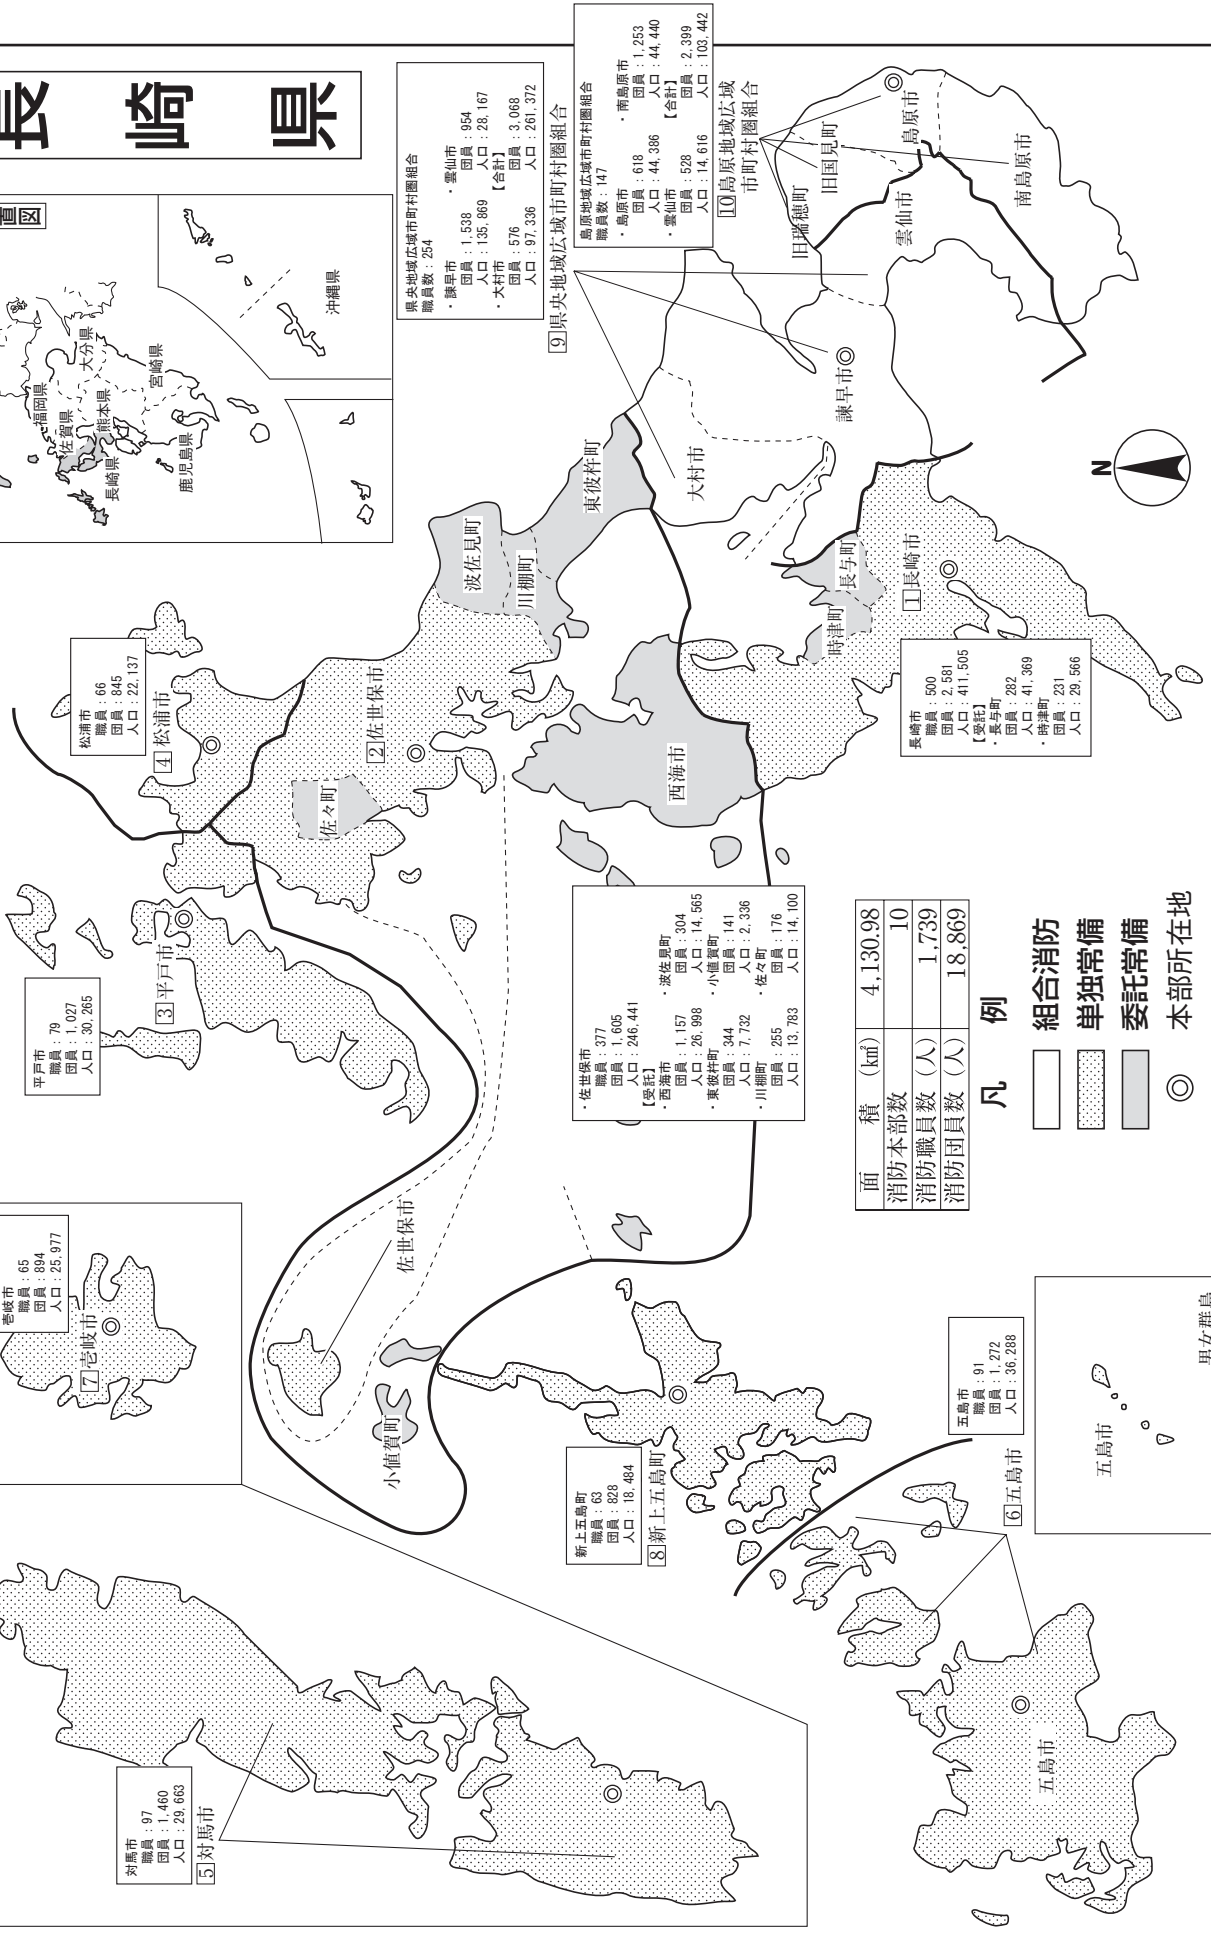 長崎県
置図
福岡県
佐賀県
長崎県
大分県
熊本県
宮崎県
鹿児島県
沖縄県
県央地域広域市町村圏組合
職員数：254
・諫早市
団員：1,538
人口：135,869
・大村市
団員：576
人口：97,336
・雲仙市
団員：954
人口：28,167
【合計】
団員：3,068
人口：261,372
9県央地域広域市町村圏組合
島原地域広域市町村圏組合
職員数：147
・島原市
団員：618
人口：44,386
・雲仙市
団員：528
人口：14,616
・南島原市
団員：1,253
人口：44,440
【合計】
団員：2,399
人口：103,442
10島原地域広域
市町村圏組合
旧国見町
旧瑞穂町
島原市
雲仙市
南島原市
諫早市
大村市
東彼杵町
波佐見町
川棚町
長与町
時津町
1長崎市
N
長崎市
職員：500
団員：2,581
人口：411,505
【受託】
・長与町
団員：282
人口：41,369
・時津町
団員：231
人口：29,566
松浦市
職員：66
団員：845
人口：22,137
4松浦市
2佐世保市
佐々町
西海市
平戸市
職員：79
団員：1,027
人口：30,265
3平戸市
・佐世保市
職員：377
団員：1,605
人口：246,441
【受託】
・西海市
団員：1,157
人口：26,998
・東彼杵町
団員：344
人口：7,732
・川棚町
団員：255
人口：13,783
・波佐見町
団員：304
人口：14,565
・小値賀町
団員：141
人口：2,336
・佐々町
団員：176
人口：14,100
面積（㎢） 4,130.98
消防本部数 10
消防職員数（人） 1,739
消防団員数（人） 18,869
凡例
組合消防
単独常備
委託常備
本部所在地
壱岐市
職員：65
団員：894
人口：25,977
7壱岐市
佐世保市
小値賀町
新上五島町
職員：63
団員：828
人口：18,484
8新上五島町
五島市
職員：91
団員：1,272
人口：36,288
6五島市
五島市
男女群島
五島市
対馬市
職員：97
団員：1,460
人口：29,663
5対馬市